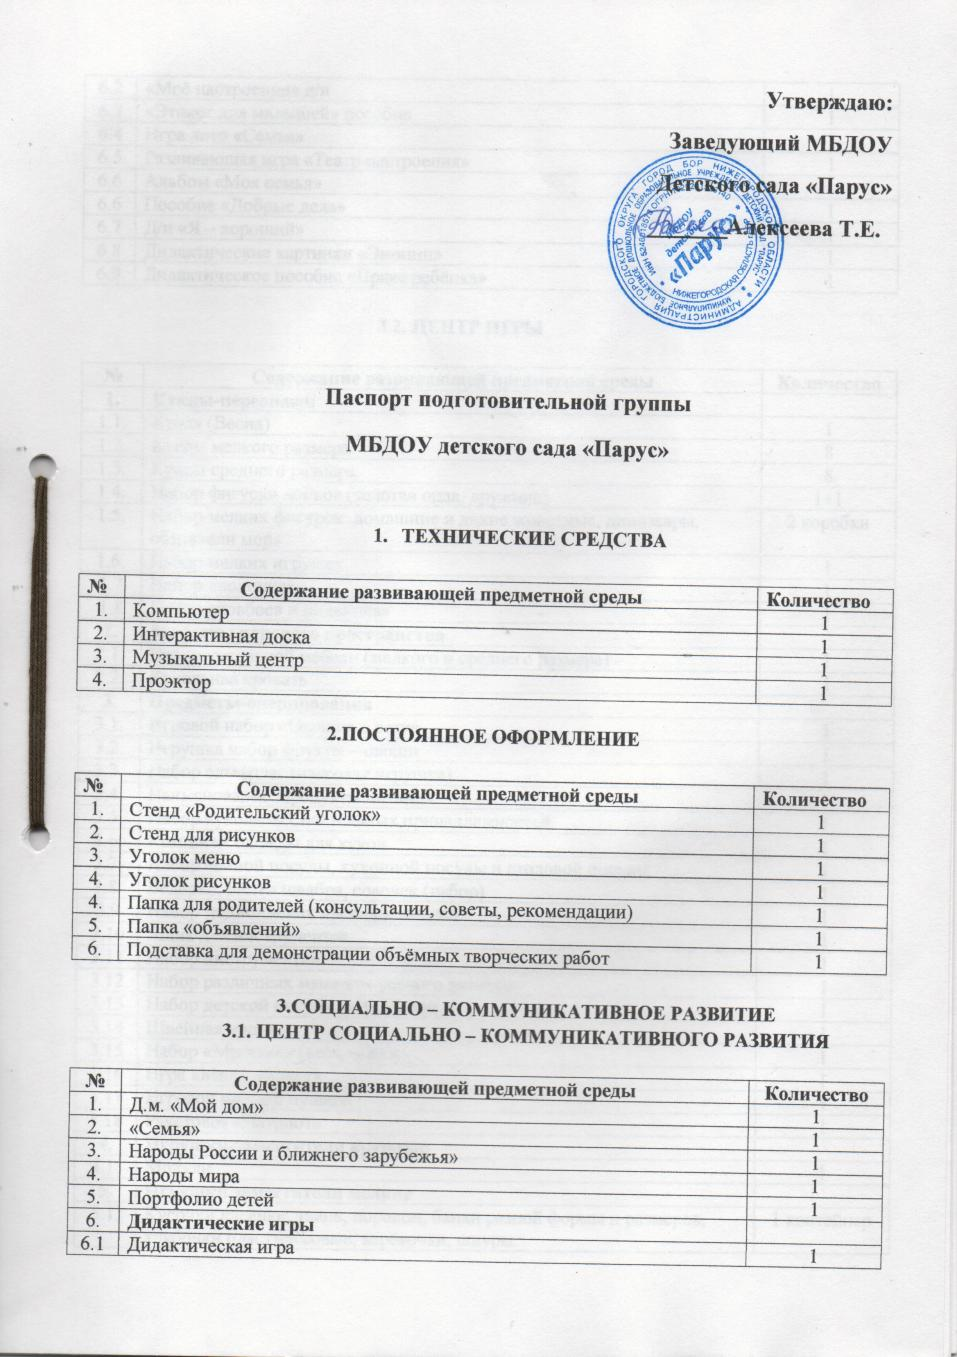 Утверждаю:
Заведующий МБДОУ
Детского сада «Парус»
Алексеева Т.Е.
МБДОУ
детский сад
«Парус»
Паспорт подготовительной группы
МБДОУ детского сада «Парус»
1. ТЕХНИЧЕСКИЕ СРЕДСТВА
№ Содержание развивающей предметной среды Количество
1. Компьютер 1
2. Интерактивная доска 1
3. Музыкальный центр 1
4. Проэктор 1
2.ПОСТОЯННОЕ ОФОРМЛЕНИЕ
№ Содержание развивающей предметной среды Количество
1. Стенд «Родительский уголок» 1
2. Стенд для рисунков 1
3. Уголок меню 1
4. Уголок рисунков 1
4. Папка для родителей (консультации, советы, рекомендации) 1
5. Папка «объявлений» 1
6. Подставка для демонстрации объёмных творческих работ 1
3.СОЦИАЛЬНО – КОММУНИКАТИВНОЕ РАЗВИТИЕ
3.1. ЦЕНТР СОЦИАЛЬНО – КОММУНИКАТИВНОГО РАЗВИТИЯ
№ Содержание развивающей предметной среды Количество
1. Д.м. «Мой дом» 1
2. «Семья» 1
3. Народы России и ближнего зарубежья» 1
4. Народы мира 1
5. Портфолио детей 1
6. Дидактические игры
6.1 Дидактическая игра 1